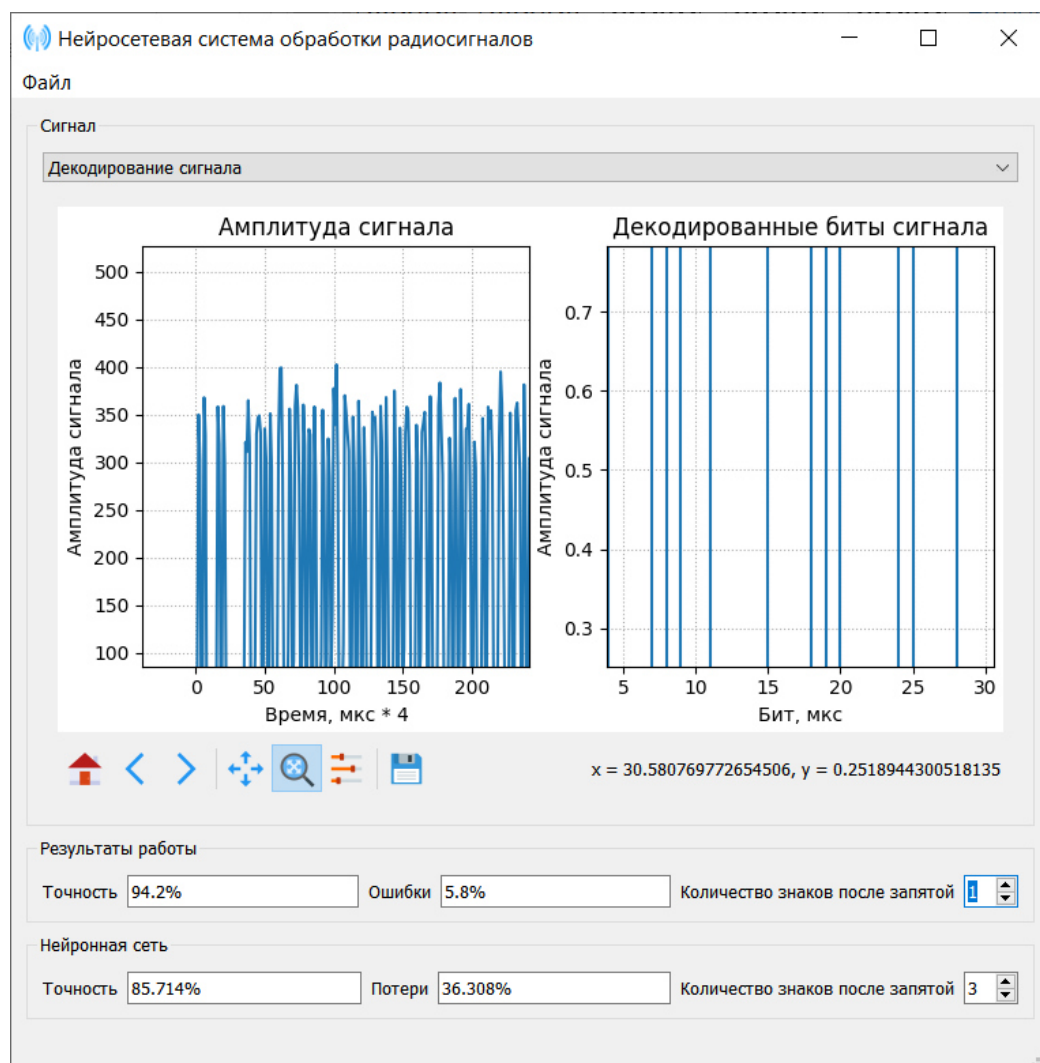 Нейросетевая система обработки радиосигналов
Файл
Сигнал
Декодирование сигнала
Амплитуда сигнала
Амплитуда сигнала
500
450
400
350
300
250
200
150
100
0 50 100 150 200
Время, мкс * 4
Декодированные биты сигнала
Амплитуда сигнала
0.7
0.6
0.5
0.4
0.3
5 10 15 20 25 30
Бит, мкс
x = 30.580769772654506, y = 0.2518944300518135
Результаты работы
Точность 94.2% Ошибки 5.8% Количество знаков после запятой 1
Нейронная сеть
Точность 85.714% Потери 36.308% Количество знаков после запятой 3